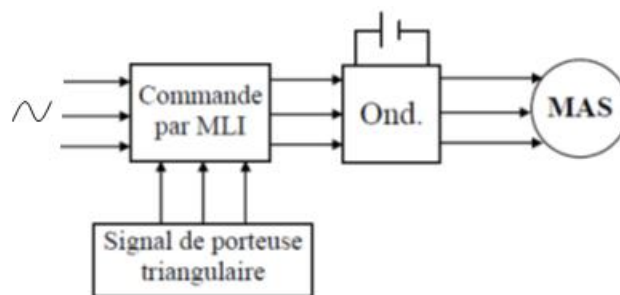 Commande
par MLI
Ond.
MAS
Signal de porteuse
triangulaire